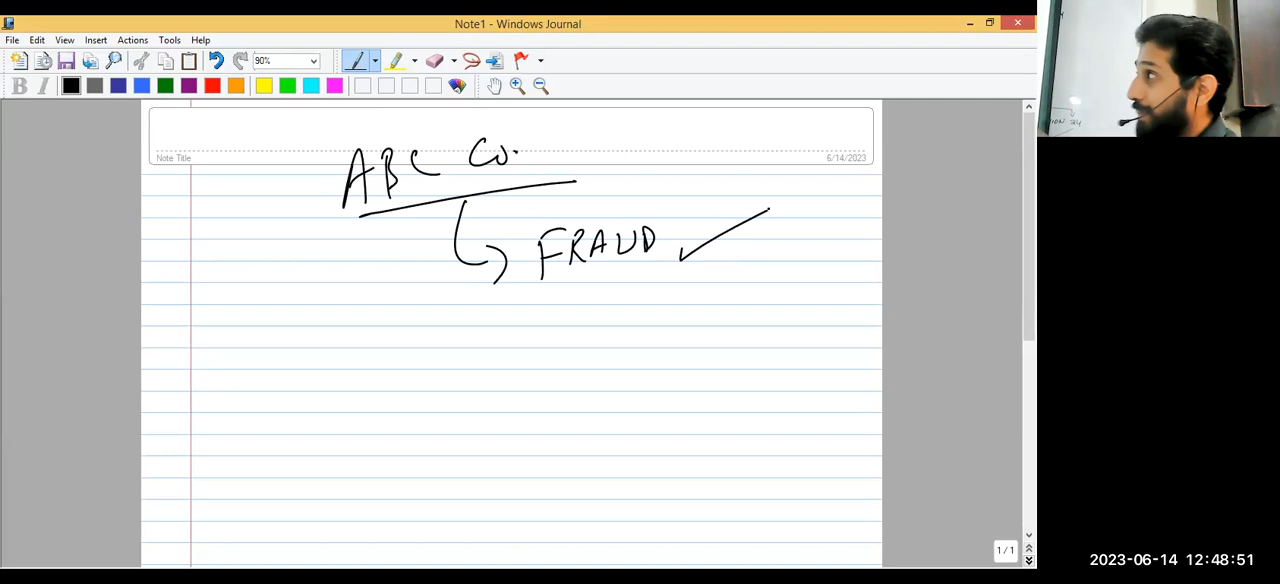 Note1 - Windows Journal
File Edit View Insert Actions Tools Help
90%
B I
ABC Co.
Note Title
6/14/2023
FRAUD
1 / 1
2023-06-14 12:48:51